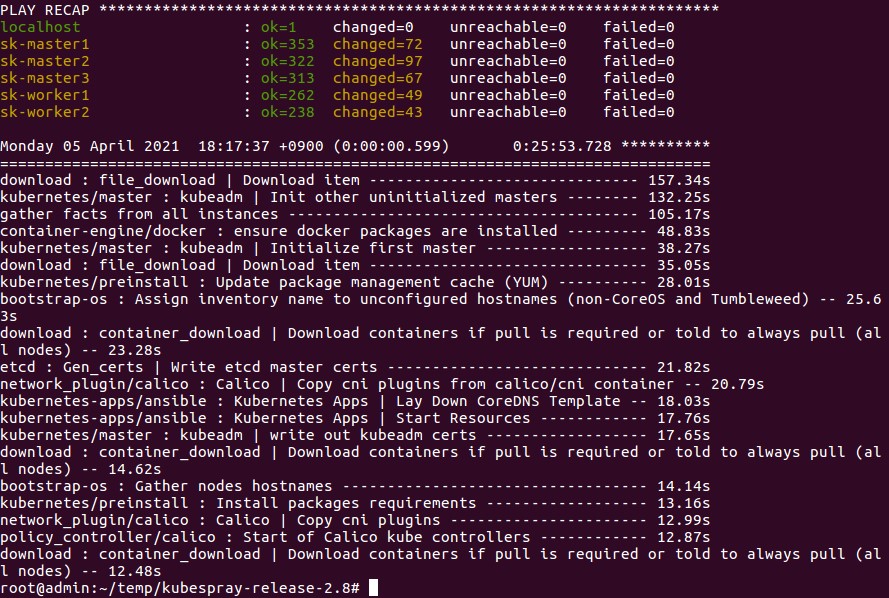 PLAY RECAP *********************************************************************
localhost                  : ok=1    changed=0    unreachable=0    failed=0
sk-master1                 : ok=353  changed=72   unreachable=0    failed=0
sk-master2                 : ok=322  changed=97   unreachable=0    failed=0
sk-master3                 : ok=313  changed=67   unreachable=0    failed=0
sk-worker1                 : ok=262  changed=49   unreachable=0    failed=0
sk-worker2                 : ok=238  changed=43   unreachable=0    failed=0
Monday 05 April 2021  18:17:37 +0900 (0:00:00.599)       0:25:53.728 **********
===============================================================================
download : file_download | Download item ------------------------------ 157.34s
kubernetes/master : kubeadm | Init other uninitialized masters -------- 132.25s
gather facts from all instances --------------------------------------- 105.17s
container-engine/docker : ensure docker packages are installed --------- 48.83s
kubernetes/master : kubeadm | Initialize first master ------------------ 38.27s
download : file_download | Download item ------------------------------- 35.05s
kubernetes/preinstall : Update package management cache (YUM) ---------- 28.01s
bootstrap-os : Assign inventory name to unconfigured hostnames (non-CoreOS and Tumbleweed) -- 25.6
3s
download : container_download | Download containers if pull is required or told to always pull (al
l nodes) -- 23.28s
etcd : Gen_certs | Write etcd master certs ----------------------------- 21.82s
network_plugin/calico : Calico | Copy cni plugins from calico/cni container -- 20.79s
kubernetes-apps/ansible : Kubernetes Apps | Lay Down CoreDNS Template -- 18.03s
kubernetes-apps/ansible : Kubernetes Apps | Start Resources ------------ 17.76s
kubernetes/master : kubeadm | write out kubeadm certs ------------------ 17.65s
download : container_download | Download containers if pull is required or told to always pull (al
l nodes) -- 14.62s
bootstrap-os : Gather nodes hostnames ---------------------------------- 14.14s
kubernetes/preinstall : Install packages requirements ------------------ 13.16s
network_plugin/calico : Calico | Copy cni plugins ---------------------- 12.99s
policy_controller/calico : Start of Calico kube controllers ------------ 12.87s
download : container_download | Download containers if pull is required or told to always pull (al
l nodes) -- 12.48s
root@admin:~/temp/kubespray-release-2.8#